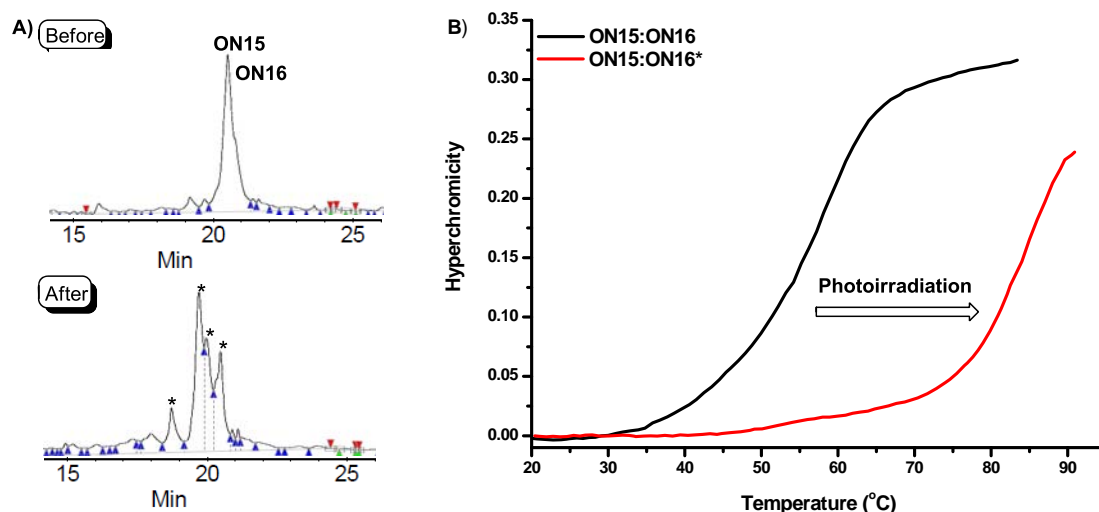 A)
Before
ON15
ON16
15 20 25
Min
After
* * * *
15 20 25
Min
B)
ON15:ON16
ON15:ON16*
Photoirradiation
Hyperchromicity
0.35
0.30
0.25
0.20
0.15
0.10
0.05
0.00
20 30 40 50 60 70 80 90
Temperature (°C)